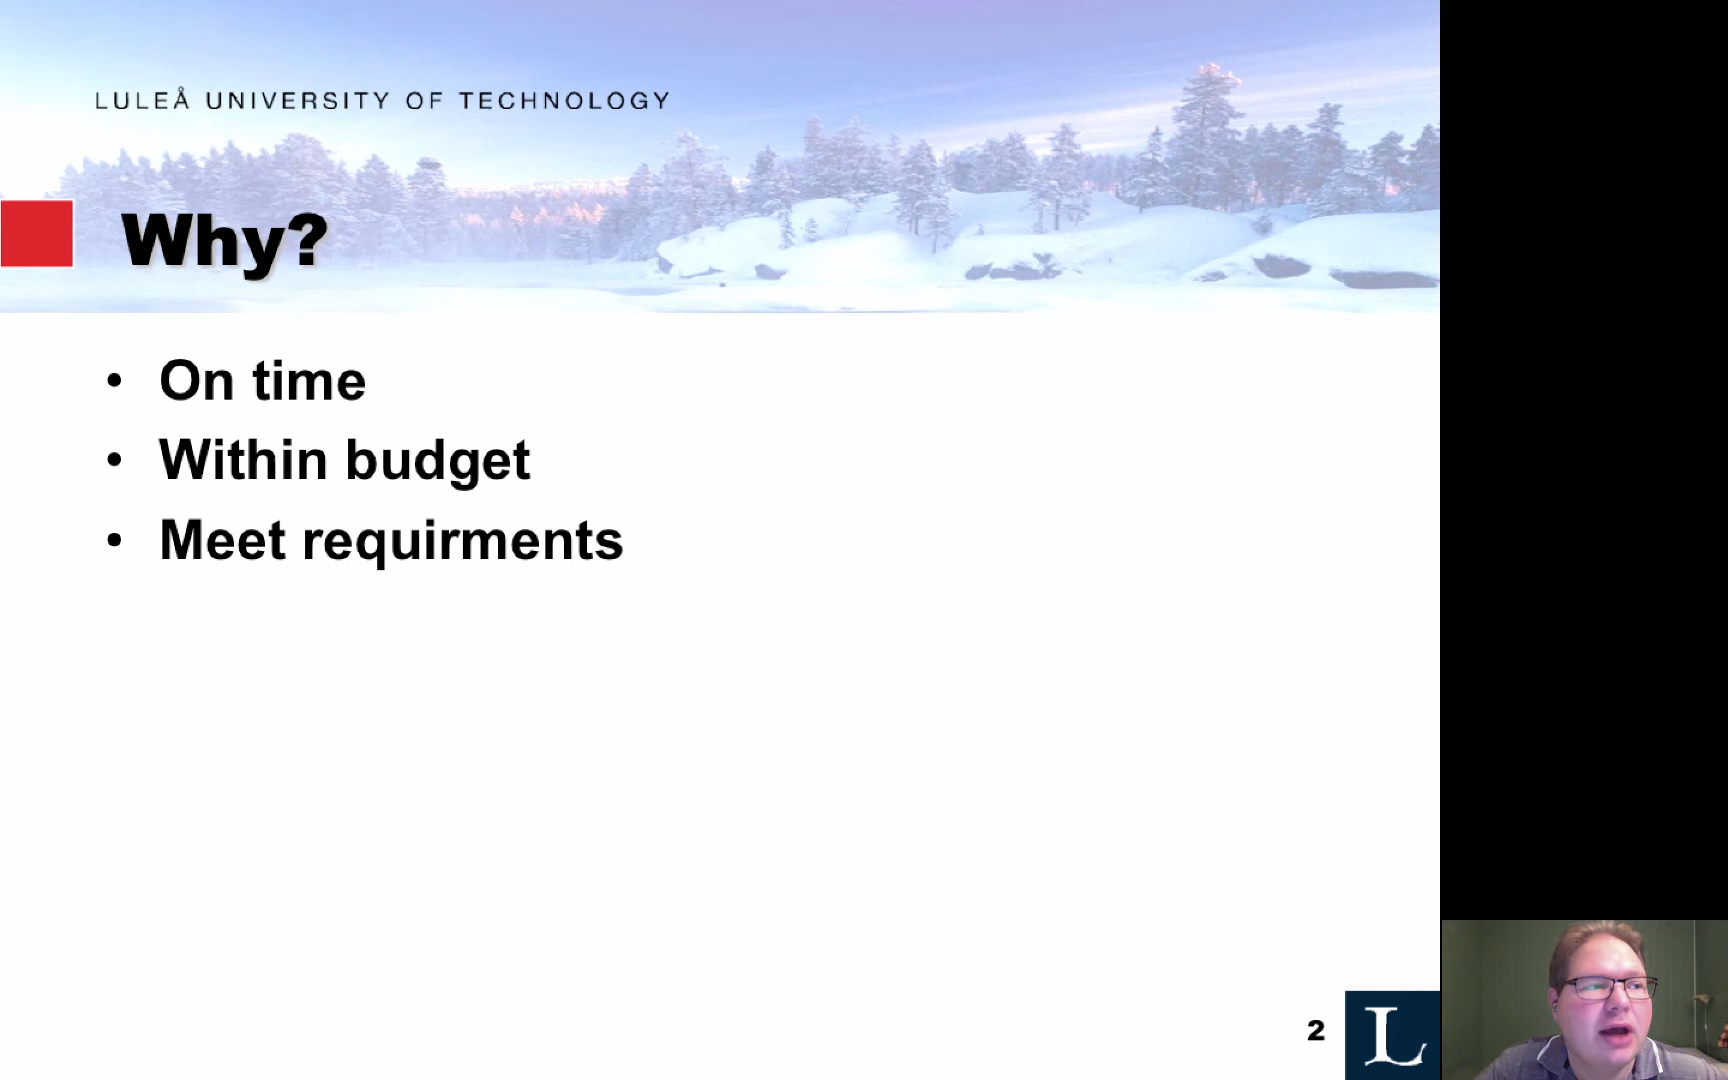 LULEÅ UNIVERSITY OF TECHNOLOGY
Why?
• On time
• Within budget
• Meet requirments
2
L